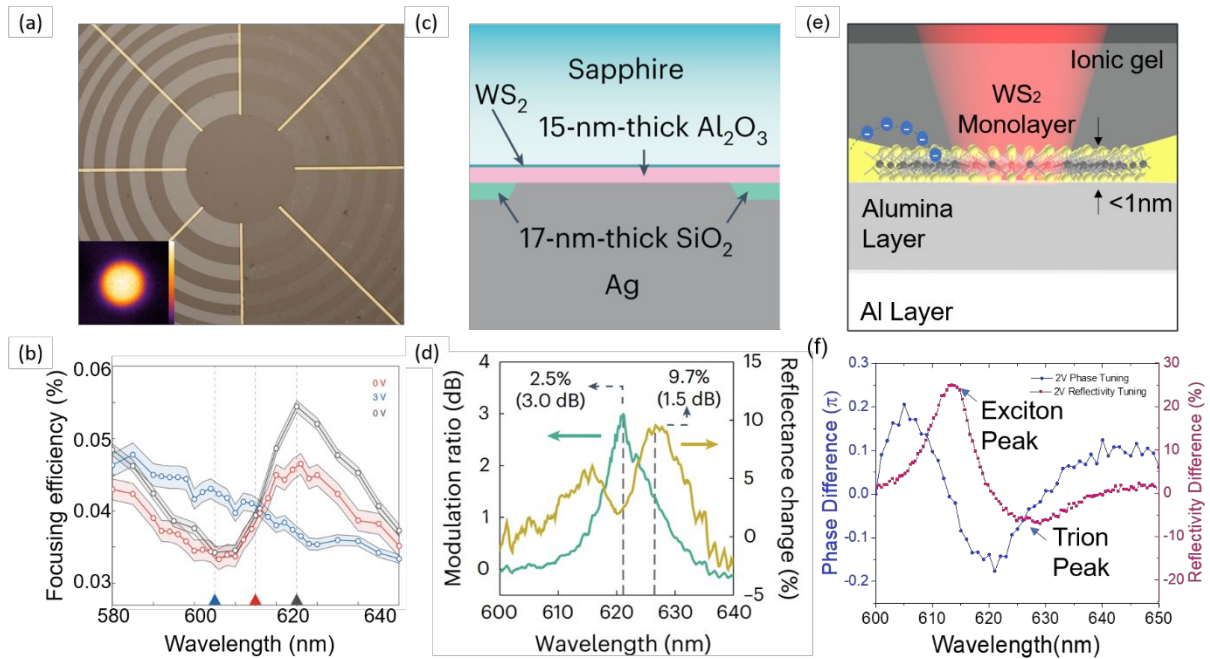 (a)
(c)
Sapphire
WS2
15-nm-thick Al2O3
17-nm-thick SiO2
Ag
(e)
Ionic gel
WS2
Monolayer
<1nm
Alumina
Layer
Al Layer
(b)
Focusing efficiency (%)
0.06
0.05
0.04
0.03
0 V
3 V
0 V
580
600
620
640
Wavelength (nm)
(d)
Modulation ratio (dB)
4
3
2
1
0
2.5%
(3.0 dB)
9.7%
(1.5 dB)
15
10
5
0
−5
Reflectance change (%)
600
610
620
630
640
Wavelength (nm)
(f)
Phase Difference (π)
0.3
0.2
0.1
0.0
-0.1
-0.2
2V Phase Tuning
2V Reflectivity Tuning
Exciton
Peak
Trion
Peak
30
20
10
0
-10
-20
Reflectivity Difference (%)
600
610
620
630
640
650
Wavelength(nm)